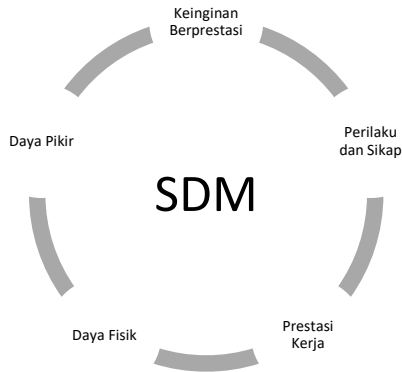 Keinginan
Berprestasi
Perilaku
dan Sikap
Prestasi
Kerja
Daya Fisik
Daya Pikir
SDM